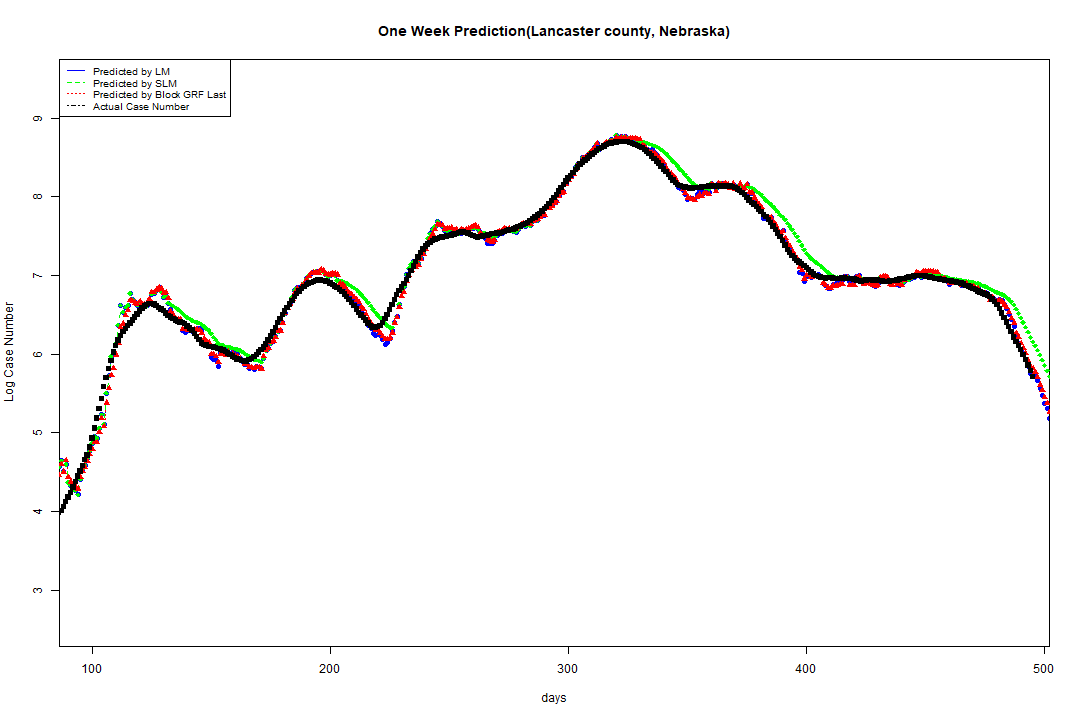 One Week Prediction(Lancaster county, Nebraska)
Predicted by LM
Predicted by SLM
Predicted by Block GRF Last
Actual Case Number
9
8
7
6
5
4
3
Log Case Number
100 200 300 400 500
days